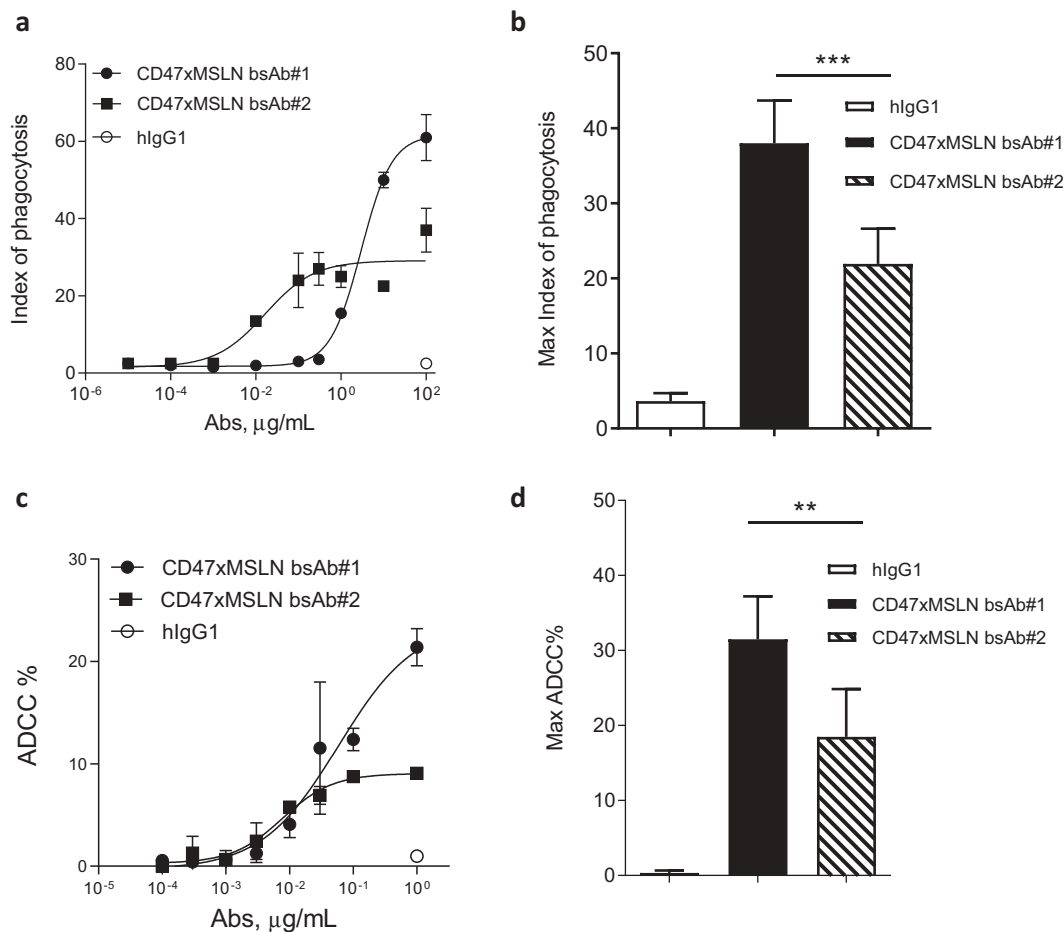 a
80
60
40
20
0
Index of phagocytosis
CD47xMSLN bsAb#1
CD47xMSLN bsAb#2
hIgG1
10⁻⁶ 10⁻⁴ 10⁻² 10⁰ 10²
Abs, μg/mL
b
50
40
30
20
10
0
Max Index of phagocytosis
***
hIgG1
CD47xMSLN bsAb#1
CD47xMSLN bsAb#2
c
30
20
10
0
ADCC %
CD47xMSLN bsAb#1
CD47xMSLN bsAb#2
hIgG1
10⁻⁵ 10⁻⁴ 10⁻³ 10⁻² 10⁻¹ 10⁰
Abs, μg/mL
d
50
40
30
20
10
0
Max ADCC%
**
hIgG1
CD47xMSLN bsAb#1
CD47xMSLN bsAb#2